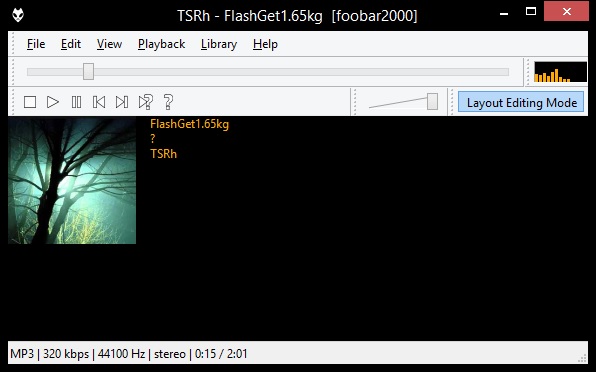 TSRh - FlashGet1.65kg [foobar2000]
File Edit View Playback Library Help
Layout Editing Mode
FlashGet1.65kg
?
TSRh
MP3 | 320 kbps | 44100 Hz | stereo | 0:15 / 2:01